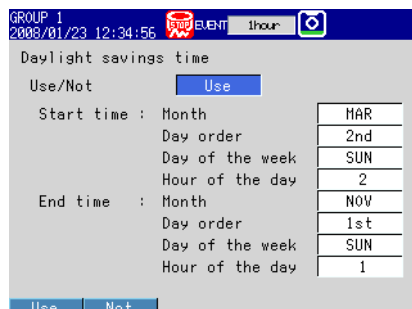 GROUP 1
2008/01/23 12:34:56 STOP EVENT 1hour
Daylight savings time
Use/Not Use
Start time : Month MAR
Day order 2nd
Day of the week SUN
Hour of the day 2
End time : Month NOV
Day order 1st
Day of the week SUN
Hour of the day 1
Use Not